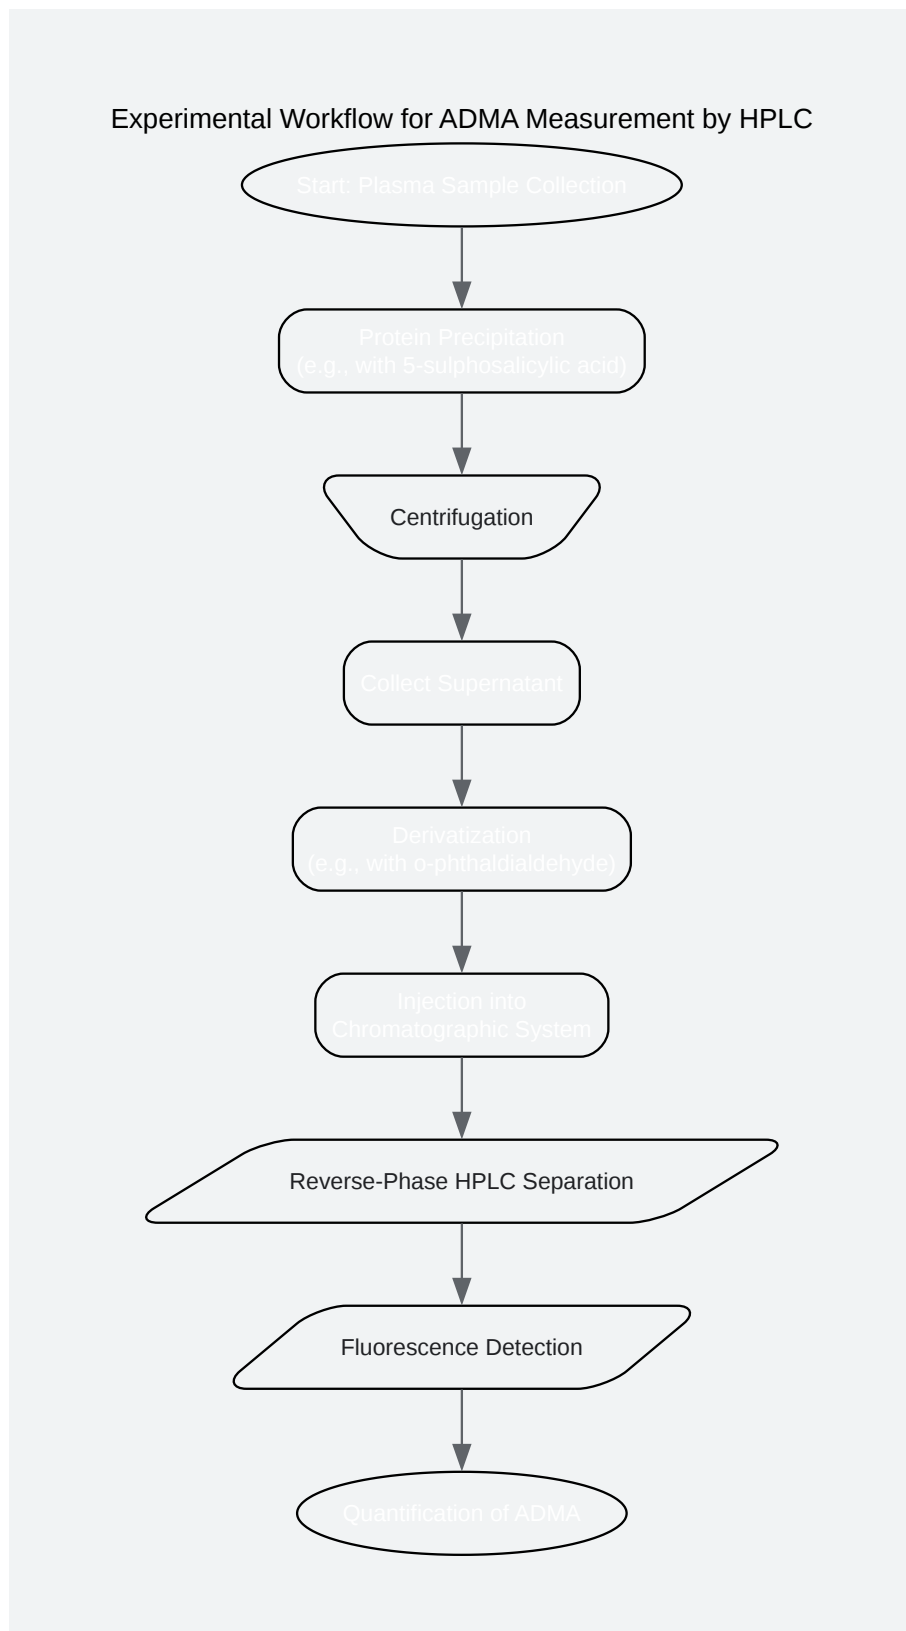 Experimental Workflow for ADMA Measurement by HPLC
Start: Plasma Sample Collection
Protein Precipitation
(e.g., with 5-sulphosalicylic acid)
Centrifugation
Collect Supernatant
Derivatization
(e.g., with o-phthaldialdehyde)
Injection into
Chromatographic System
Reverse-Phase HPLC Separation
Fluorescence Detection
Quantification of ADMA